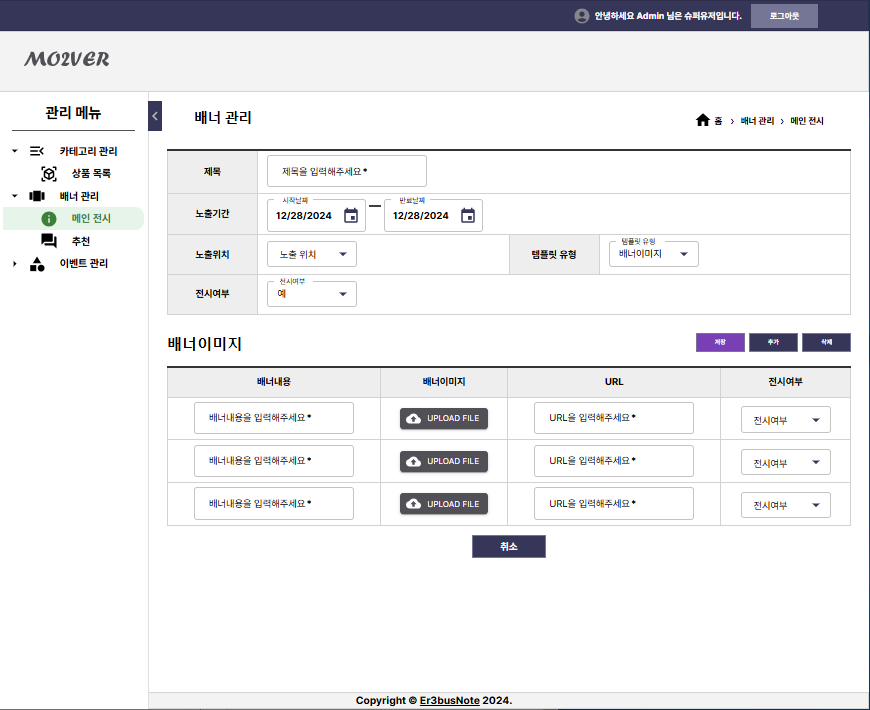 안녕하세요 Admin 님은 슈퍼유저입니다. 로그아웃
MO2VER
관리 메뉴
카테고리 관리
상품 목록
배너 관리
메인 전시
추천
이벤트 관리
배너 관리
홈 > 배너 관리 > 메인 전시
제목 제목을 입력해주세요 *
시작날짜 만료날짜
노출기간 12/28/2024 — 12/28/2024
템플릿 유형
노출위치 노출 위치 템플릿 유형 배너이미지
전시여부
전시여부 예
배너이미지 저장 추가 삭제
배너내용 배너이미지 URL 전시여부
배너내용을 입력해주세요 * UPLOAD FILE URL을 입력해주세요 * 전시여부
배너내용을 입력해주세요 * UPLOAD FILE URL을 입력해주세요 * 전시여부
배너내용을 입력해주세요 * UPLOAD FILE URL을 입력해주세요 * 전시여부
취소
Copyright © Er3busNote 2024.